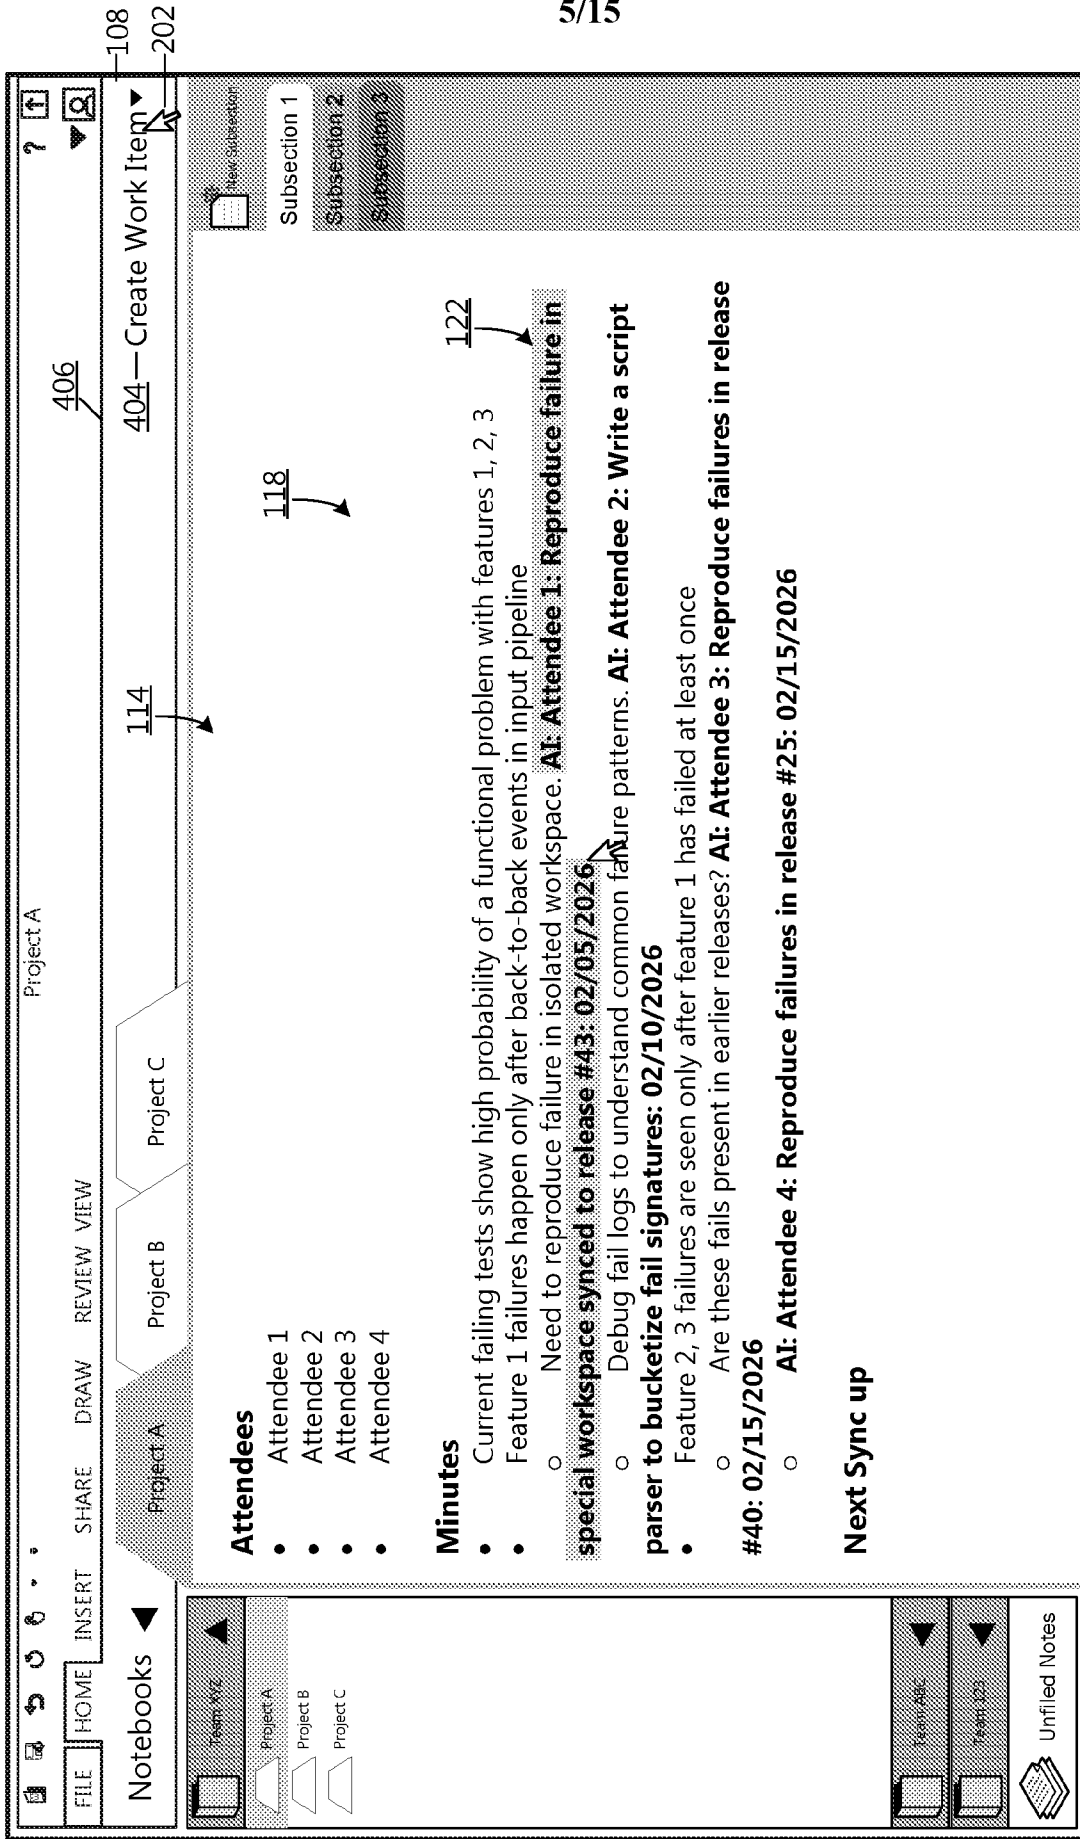 5/15
Project A
?
FILE HOME INSERT SHARE DRAW REVIEW VIEW
406
108
202
Notebooks
Project A
Project B
Project C
404
Create Work Item
114
Team XYZ
Project A
Project B
Project C
Team ABC
Team 123
Unfiled Notes
New Subsection
Subsection 1
Subsection 2
Subsection 3
118
122
Attendees
• Attendee 1
• Attendee 2
• Attendee 3
• Attendee 4
Minutes
• Current failing tests show high probability of a functional problem with features 1, 2, 3
• Feature 1 failures happen only after back-to-back events in input pipeline
○ Need to reproduce failure in isolated workspace. AI: Attendee 1: Reproduce failure in
special workspace synced to release #43: 02/05/2026
○ Debug fail logs to understand common failure patterns. AI: Attendee 2: Write a script
parser to bucketize fail signatures: 02/10/2026
• Feature 2, 3 failures are seen only after feature 1 has failed at least once
○ Are these fails present in earlier releases? AI: Attendee 3: Reproduce failures in release
#40: 02/15/2026
○ AI: Attendee 4: Reproduce failures in release #25: 02/15/2026
Next Sync up